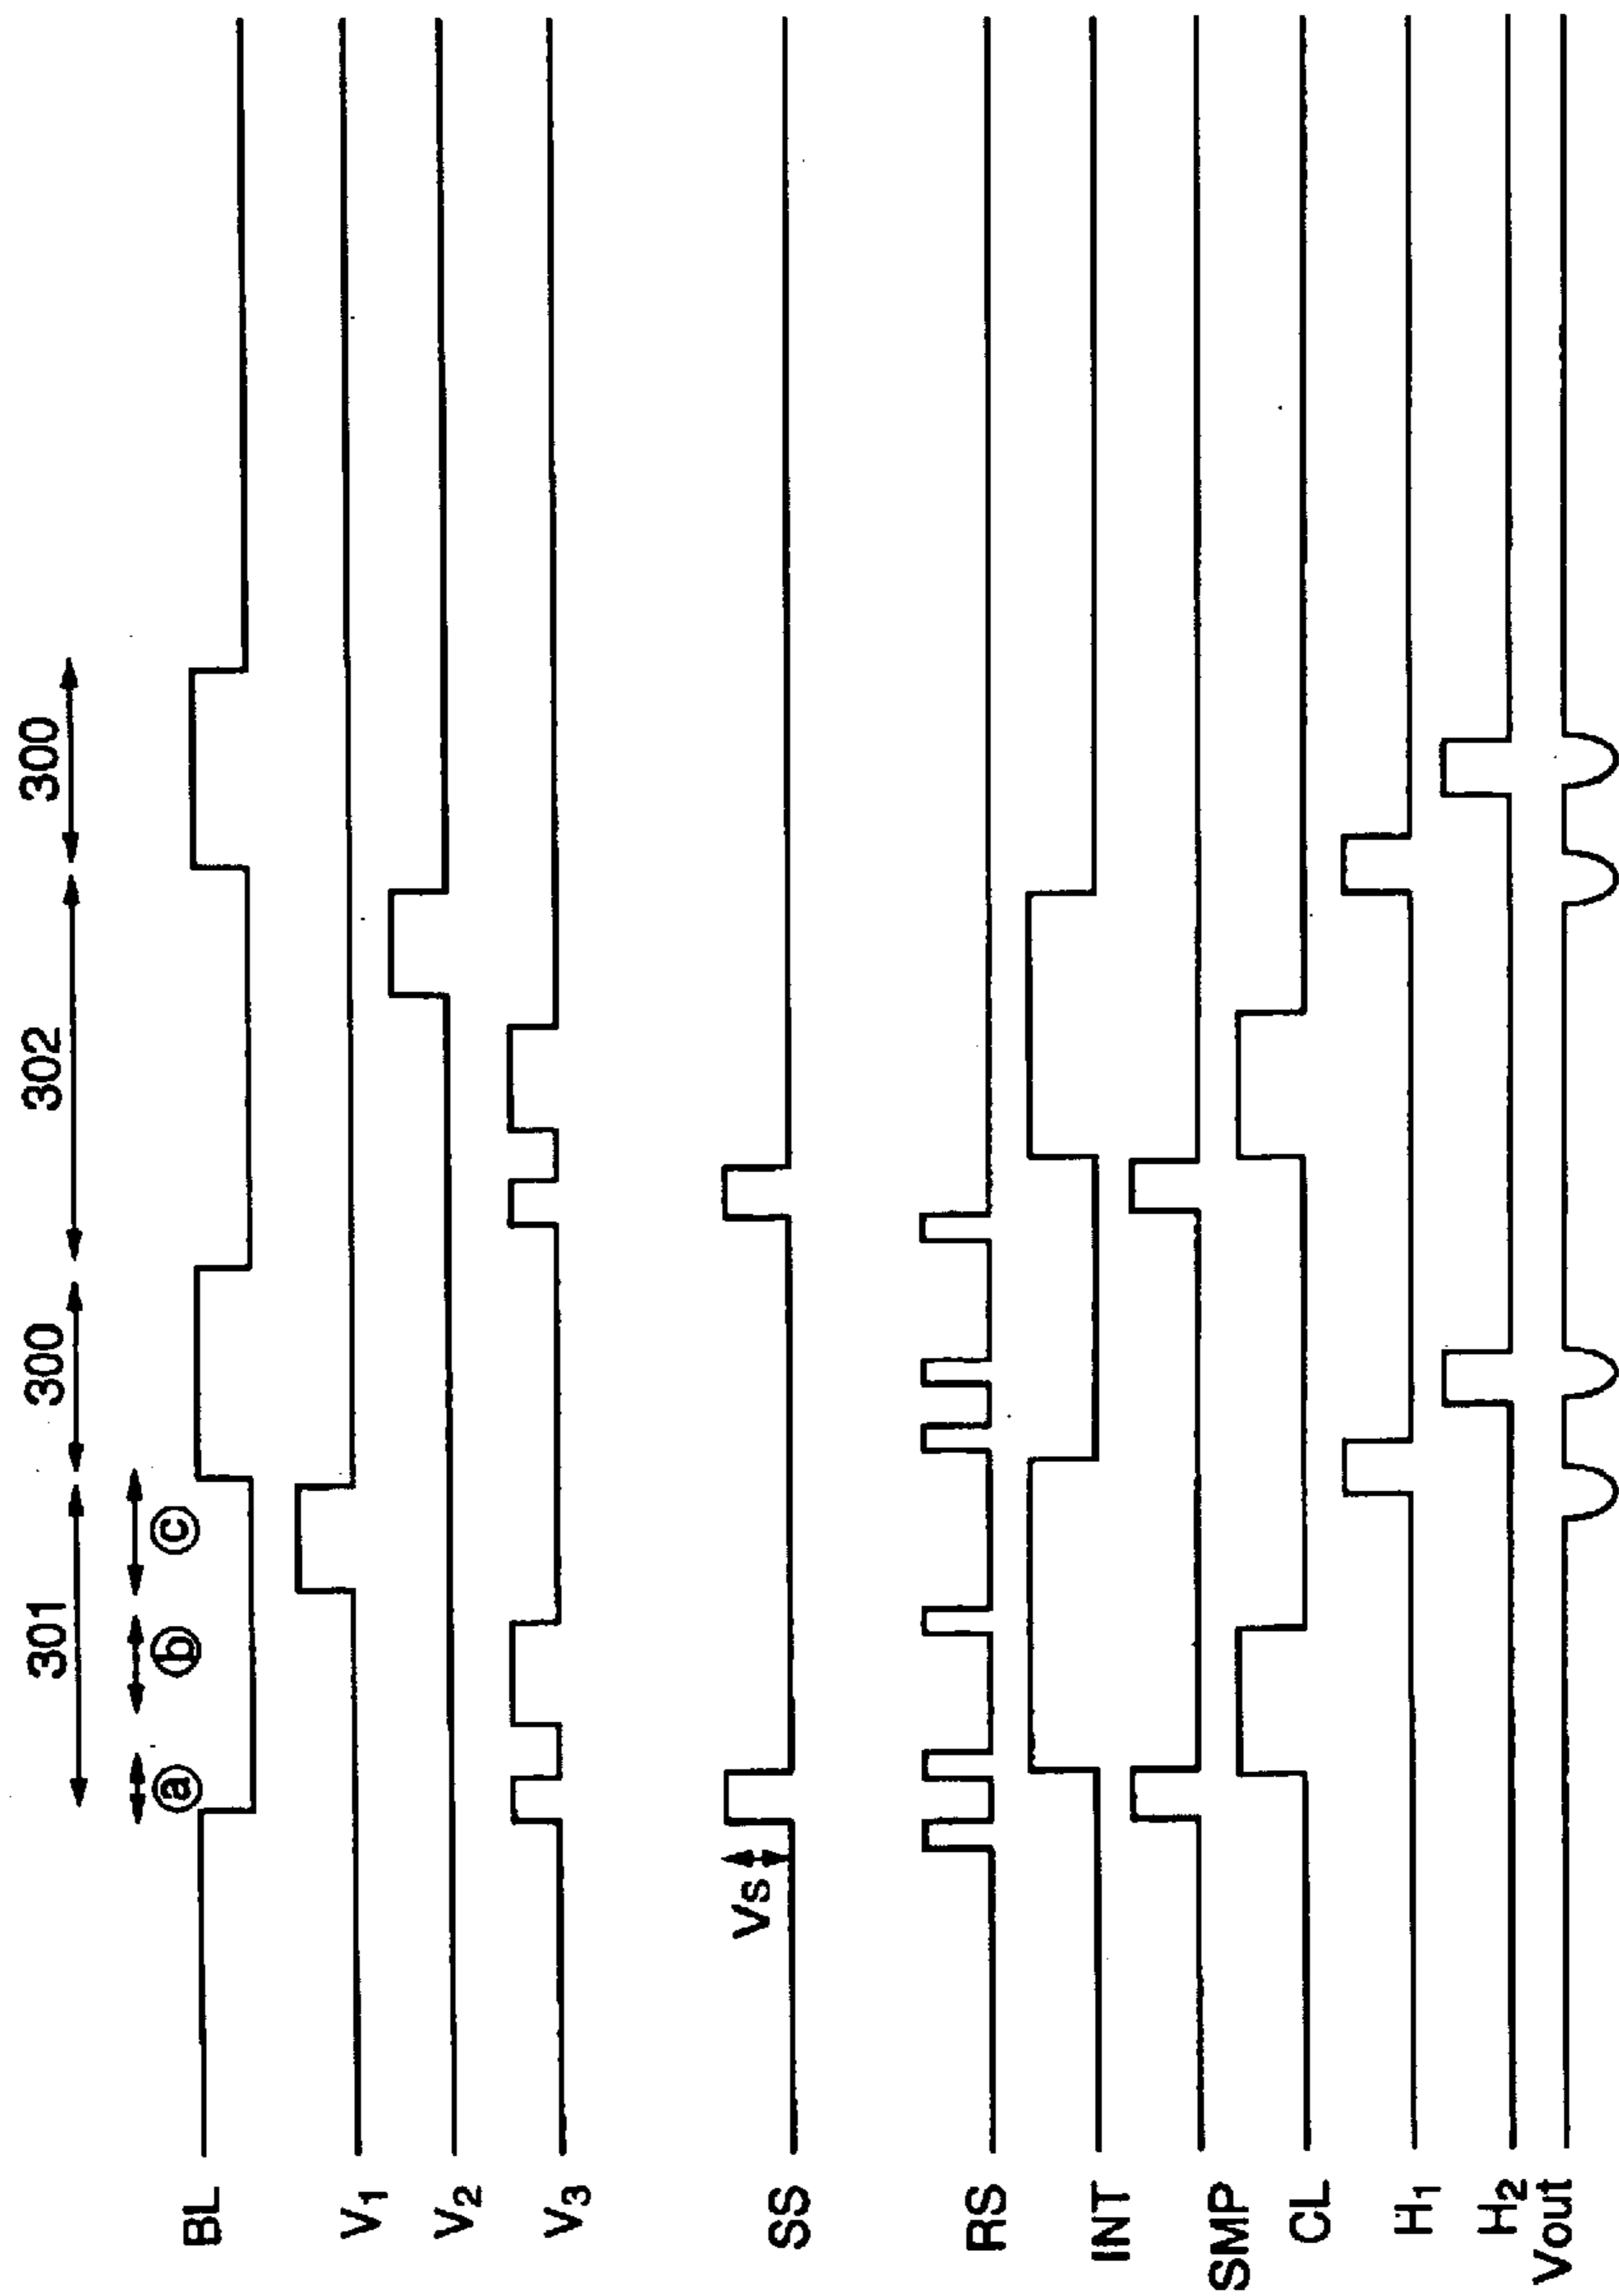 301
300
302
300
ⓐ
ⓑ
ⓒ
BL
V₁
V₂
V₃
Vs
SS
RS
INT
SMP
CL
H₁
H₂
Vout